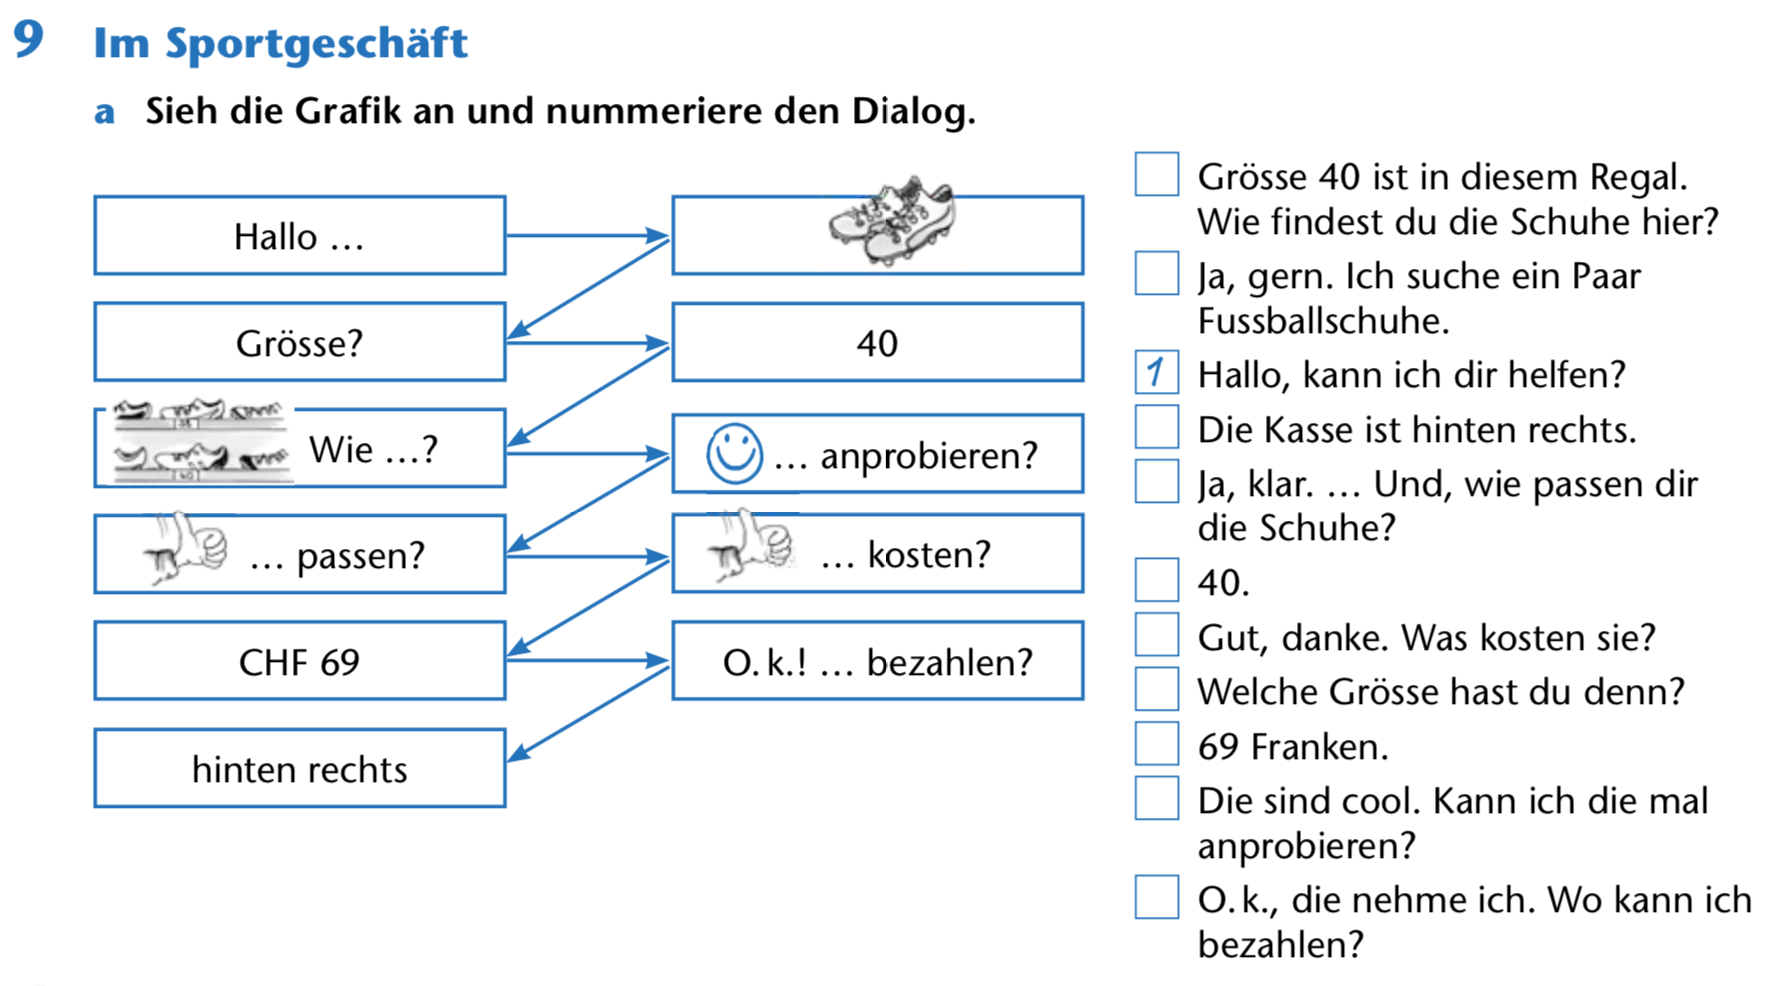 9 Im Sportgeschäft
a Sieh die Grafik an und nummeriere den Dialog.
Hallo …
Grösse?
40
Wie …?
… anprobieren?
… passen?
… kosten?
CHF 69
O. k.! … bezahlen?
hinten rechts
Grösse 40 ist in diesem Regal.
Wie findest du die Schuhe hier?
Ja, gern. Ich suche ein Paar
Fussballschuhe.
1 Hallo, kann ich dir helfen?
Die Kasse ist hinten rechts.
Ja, klar. … Und, wie passen dir
die Schuhe?
40.
Gut, danke. Was kosten sie?
Welche Grösse hast du denn?
69 Franken.
Die sind cool. Kann ich die mal
anprobieren?
O. k., die nehme ich. Wo kann ich
bezahlen?